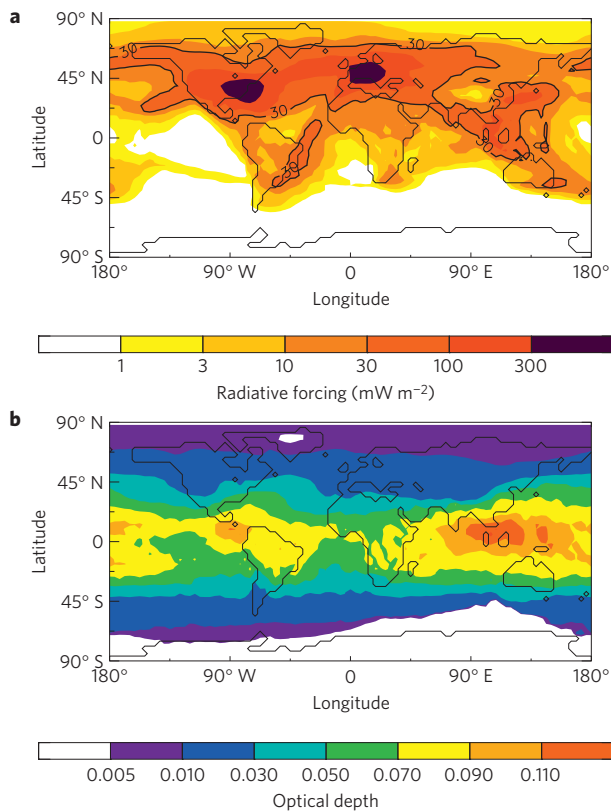 a
90° N
45° N
0
45° S
90° S
Latitude
30
30
30
30
30
180°
90° W
0
90° E
180°
Longitude
1
3
10
30
100
300
Radiative forcing (mW m⁻²)
b
90° N
45° N
0
45° S
90° S
Latitude
180°
90° W
0
90° E
180°
Longitude
0.005
0.010
0.030
0.050
0.070
0.090
0.110
Optical depth